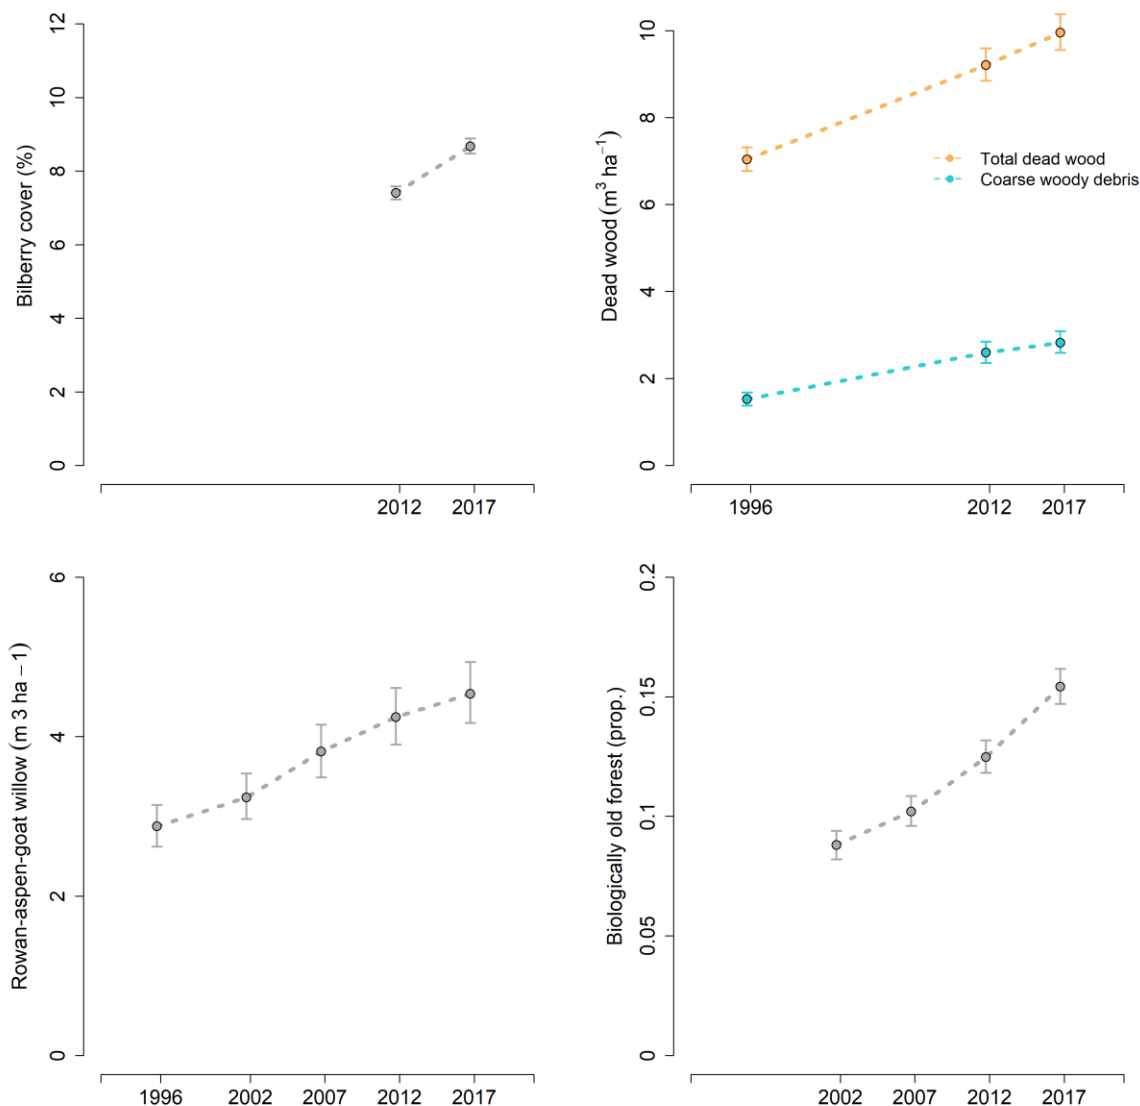 12
10
8
6
4
2
0
Bilberry cover (%)
2012 2017
10
8
6
4
2
0
Dead wood (m³ ha⁻¹)
Total dead wood
Coarse woody debris
1996 2012 2017
6
4
2
0
Rowan-aspen-goat willow (m 3 ha − 1)
1996 2002 2007 2012 2017
0.2
0.15
0.1
0.05
0
Biologically old forest (prop.)
2002 2007 2012 2017